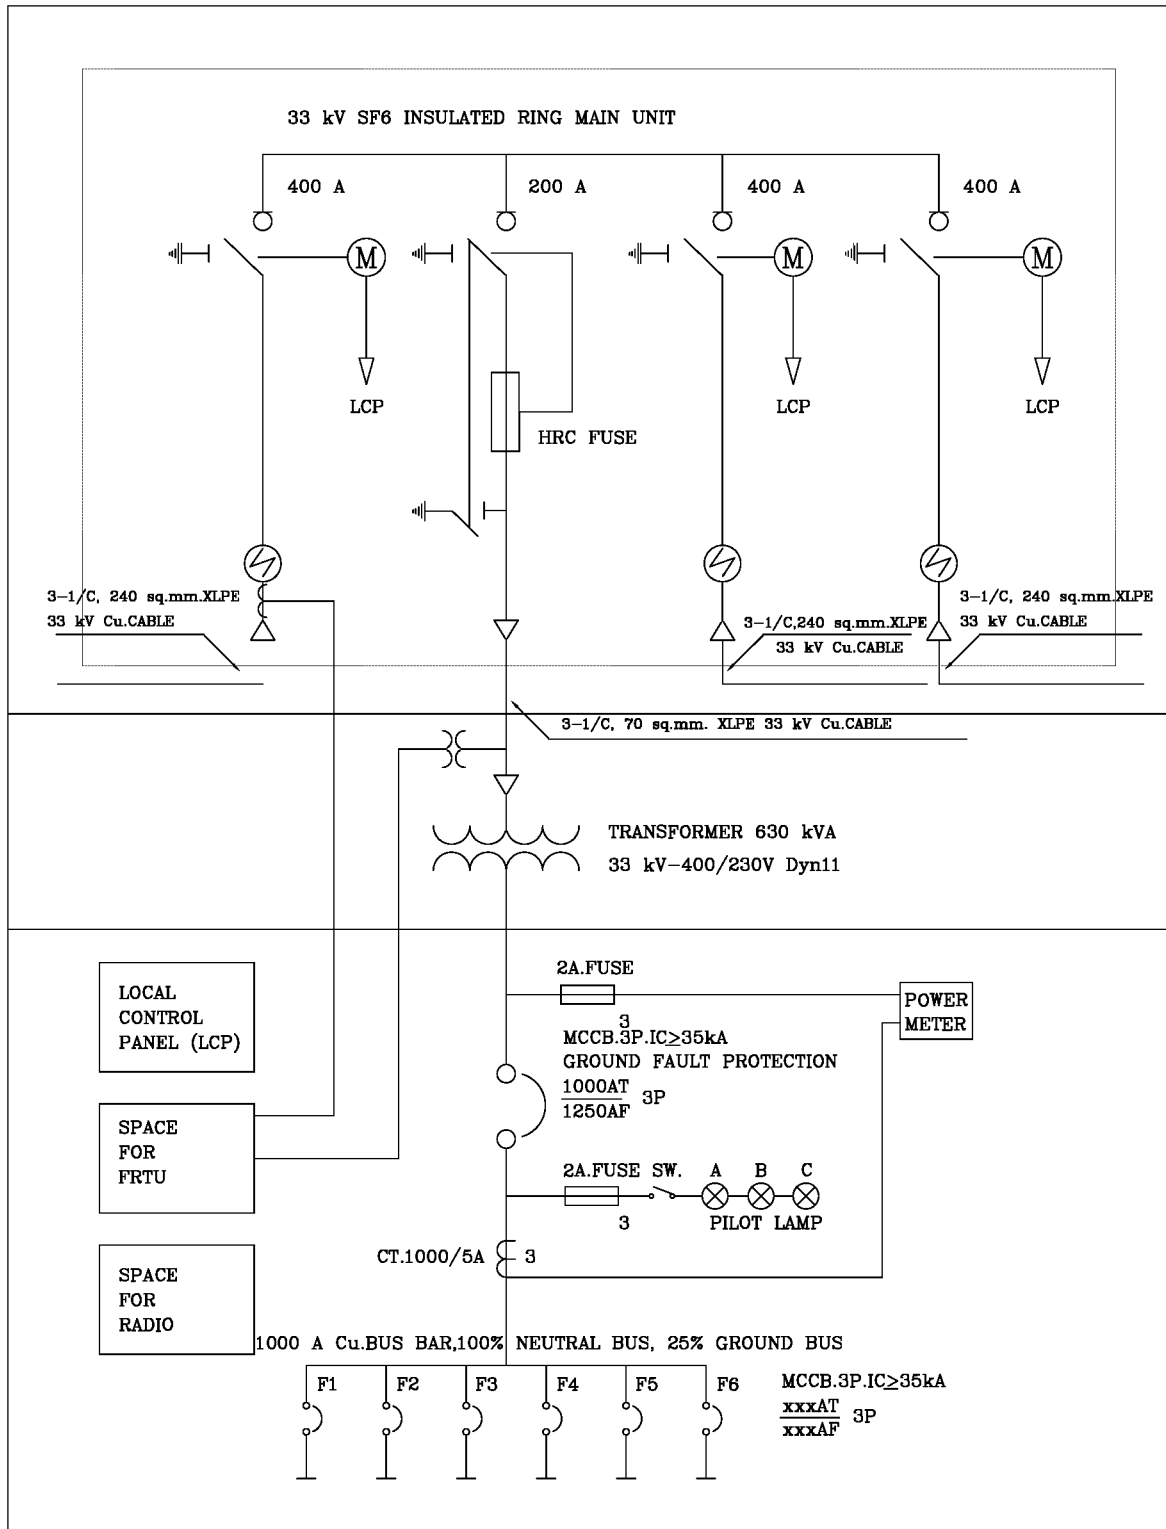 33 kV SF6 INSULATED RING MAIN UNIT
400 A
200 A
400 A
400 A
M
M
M
LCP
LCP
LCP
HRC FUSE
3-1/C, 240 sq.mm.XLPE
33 kV Cu.CABLE
3-1/C,240 sq.mm.XLPE
33 kV Cu.CABLE
3-1/C, 240 sq.mm.XLPE
33 kV Cu.CABLE
3-1/C, 70 sq.mm. XLPE 33 kV Cu.CABLE
TRANSFORMER 630 kVA
33 kV-400/230V Dyn11
LOCAL
CONTROL
PANEL (LCP)
2A.FUSE
3
POWER
METER
MCCB.3P.IC≥35kA
GROUND FAULT PROTECTION
1000AT
1250AF
3P
SPACE
FOR
FRTU
2A.FUSE SW. A B C
3
PILOT LAMP
CT.1000/5A 3
SPACE
FOR
RADIO
1000 A Cu.BUS BAR,100% NEUTRAL BUS, 25% GROUND BUS
F1 F2 F3 F4 F5 F6
MCCB.3P.IC≥35kA
xxxAT
xxxAF
3P